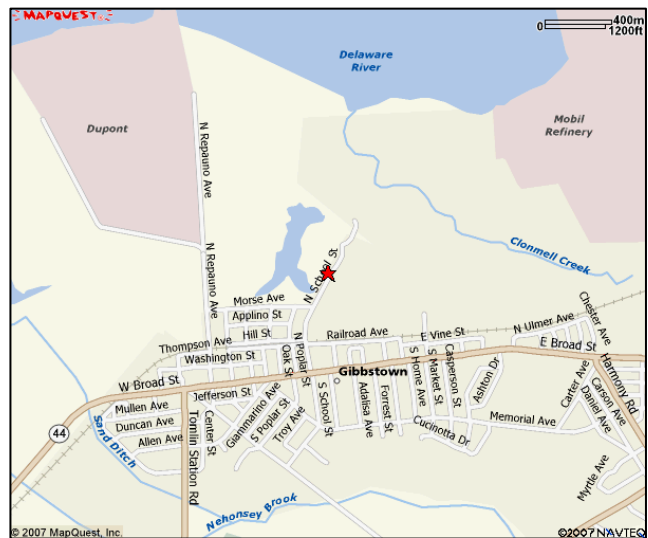 MAPQUEST
0 400m
1200ft
Delaware
River
Dupont
Mobil
Refinery
N Repauno Ave
N Repauno Ave
Clonmell Creek
N School St
Morse Ave
Applino St
Hill St
Thompson Ave
Railroad Ave
E Vine St
N Ulmer Ave
Chester Ave
Washington St
Oak St
N Poplar St
E Broad St
W Broad St
Gibbstown
S Home Ave
S Market St
Casperson St
Ashton Dr
Harmony Rd
Jefferson St
Mullen Ave
Duncan Ave
Allen Ave
Center St
Giammarino Ave
S Poplar St
Troy Ave
S School St
Adalisa Ave
Forrest St
Cucinotta Dr
Memorial Ave
Carter Ave
Daniel Ave
Carson Ave
Myrtle Ave
44
Sand Ditch
Tomlin Station Rd
Nehonsey Brook
© 2007 MapQuest, Inc.
©2007 NAVTEQ